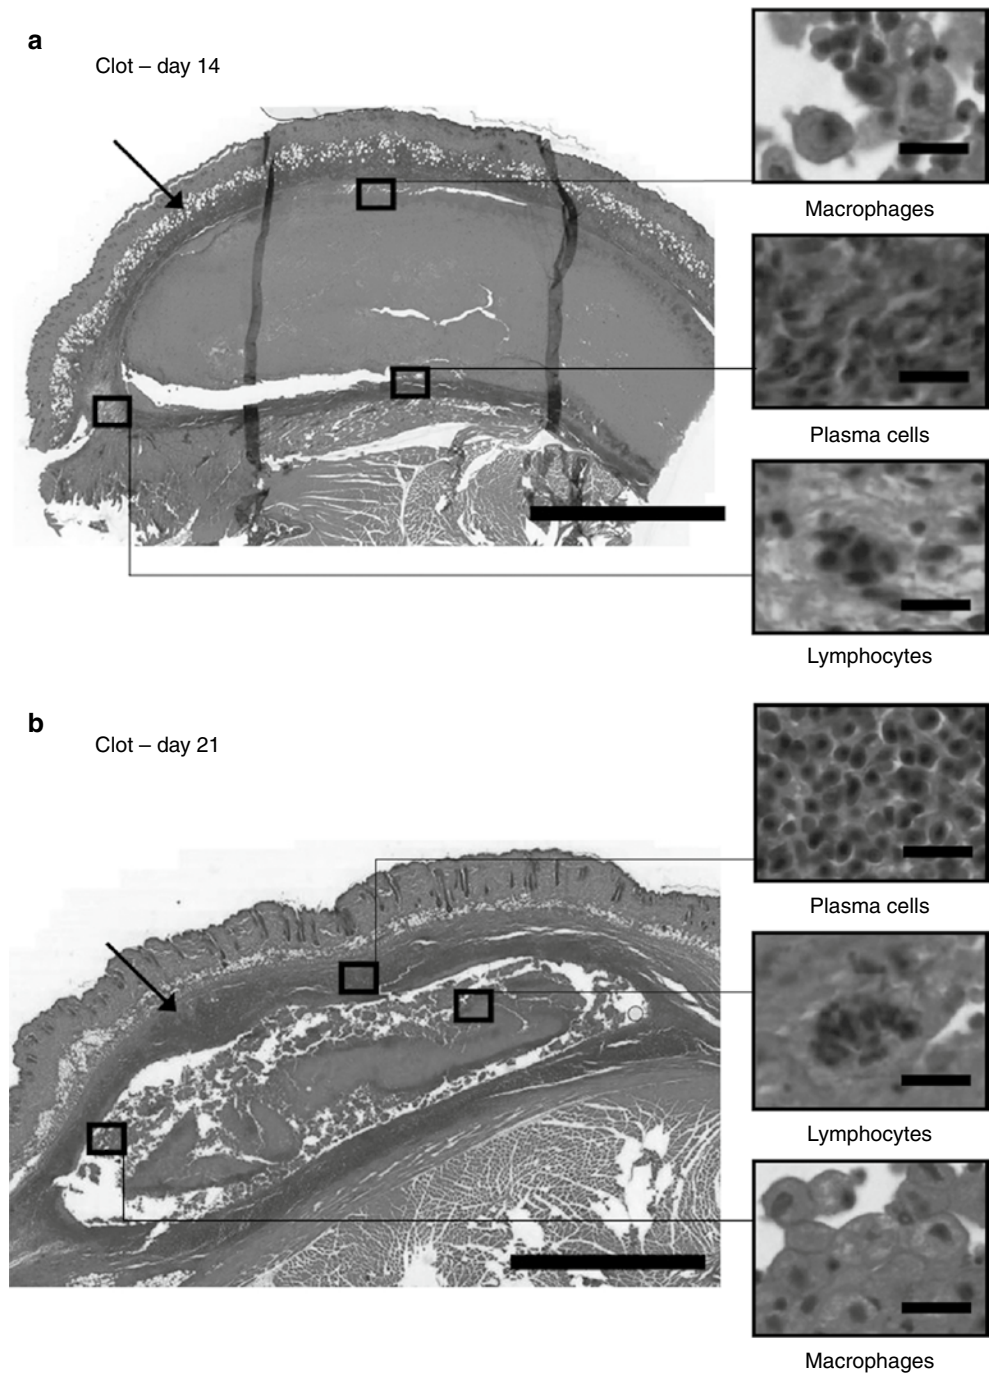 a
Clot – day 14
Macrophages
Plasma cells
Lymphocytes
b
Clot – day 21
Plasma cells
Lymphocytes
Macrophages